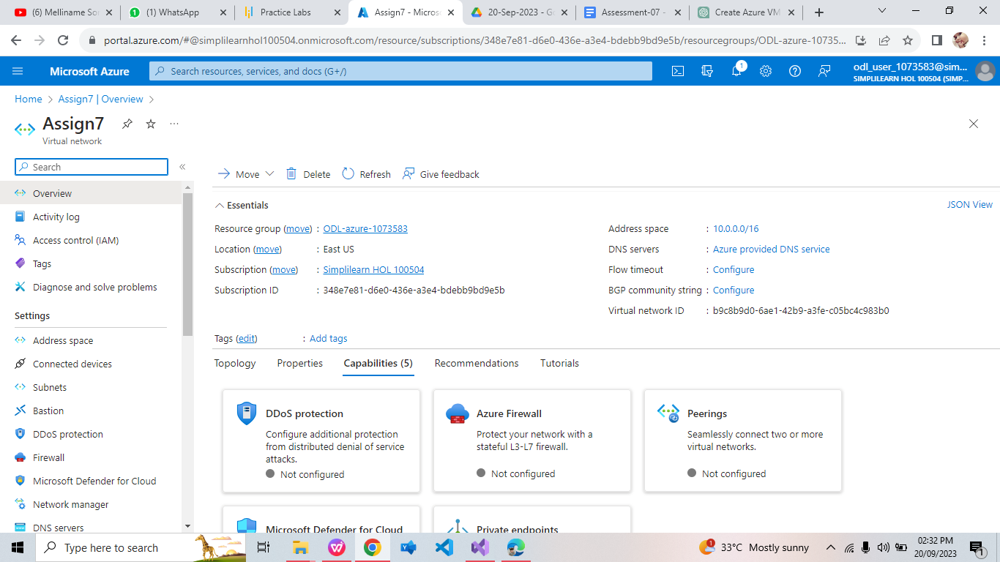 (6) Melliname Son
(1) WhatsApp
Practice Labs
Assign7 - Microso
20-Sep-2023 - Go
Assessment-07 -
Create Azure VM
portal.azure.com/#@simplilearnhol100504.onmicrosoft.com/resource/subscriptions/348e7e81-d6e0-436e-a3e4-bdebb9bd9e5b/resourcegroups/ODL-azure-10735...
Microsoft Azure
Search resources, services, and docs (G+/)
1
odl_user_1073583@sim...
SIMPLILEARN HOL 100504 (SIMP...
Home > Assign7 | Overview >
Assign7
Virtual network
Search
Overview
Activity log
Access control (IAM)
Tags
Diagnose and solve problems
Settings
Address space
Connected devices
Subnets
Bastion
DDoS protection
Firewall
Microsoft Defender for Cloud
Network manager
DNS servers
Move
Delete
Refresh
Give feedback
Essentials
JSON View
Resource group (move) : ODL-azure-1073583
Location (move) : East US
Subscription (move) : Simplilearn HOL 100504
Subscription ID : 348e7e81-d6e0-436e-a3e4-bdebb9bd9e5b
Address space : 10.0.0.0/16
DNS servers : Azure provided DNS service
Flow timeout : Configure
BGP community string : Configure
Virtual network ID : b9c8b9d0-6ae1-42b9-a3fe-c05bc4c983b0
Tags (edit) : Add tags
Topology
Properties
Capabilities (5)
Recommendations
Tutorials
DDoS protection
Configure additional protection
from distributed denial of service
attacks.
Not configured
Azure Firewall
Protect your network with a
stateful L3-L7 firewall.
Not configured
Peerings
Seamlessly connect two or more
virtual networks.
Not configured
Microsoft Defender for Cloud
Private endpoints
Type here to search
1
33°C Mostly sunny
02:32 PM
20/09/2023
1